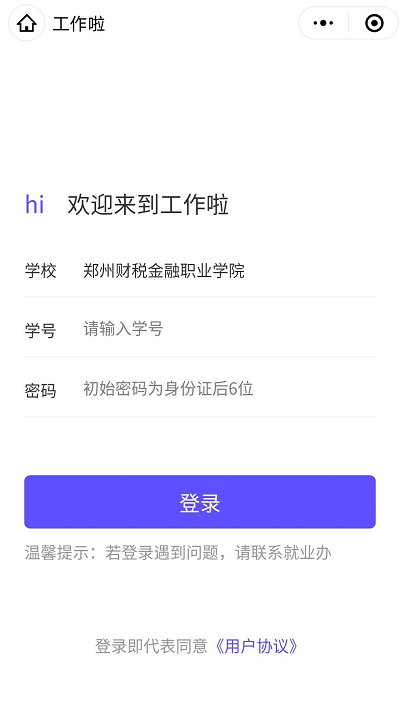 工作啦
hi 欢迎来到工作啦
学校 郑州财税金融职业学院
学号 请输入学号
密码 初始密码为身份证后6位
登录
温馨提示：若登录遇到问题，请联系就业办
登录即代表同意《用户协议》